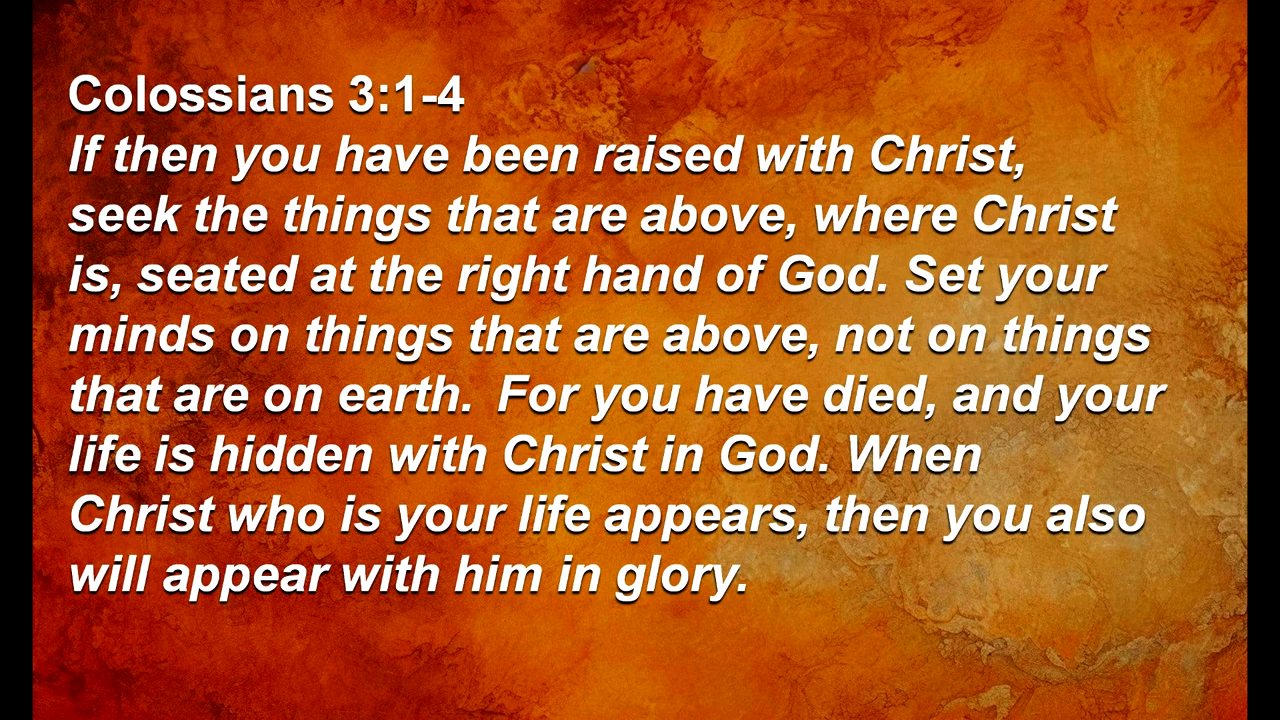 Colossians 3:1-4
If then you have been raised with Christ,
seek the things that are above, where Christ
is, seated at the right hand of God. Set your
minds on things that are above, not on things
that are on earth.  For you have died, and your
life is hidden with Christ in God. When
Christ who is your life appears, then you also
will appear with him in glory.